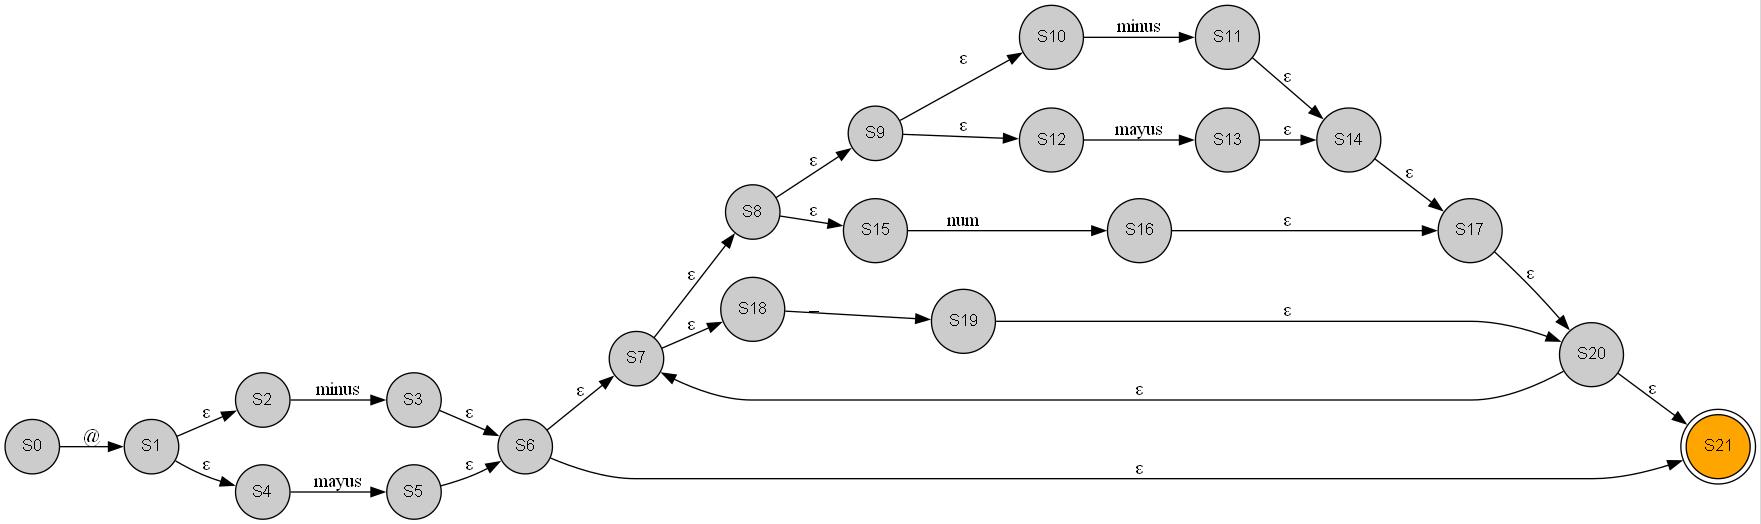 S10 minus S11
ε ε
S9 ε S12 mayus S13 ε S14
ε ε
S8 ε S15 num S16 ε S17
ε ε
S18 _ S19 ε
ε
S7 S20
ε ε ε
S2 minus S3
ε ε
S0 @ S1 S6 S21
ε ε
S4 mayus S5 ε